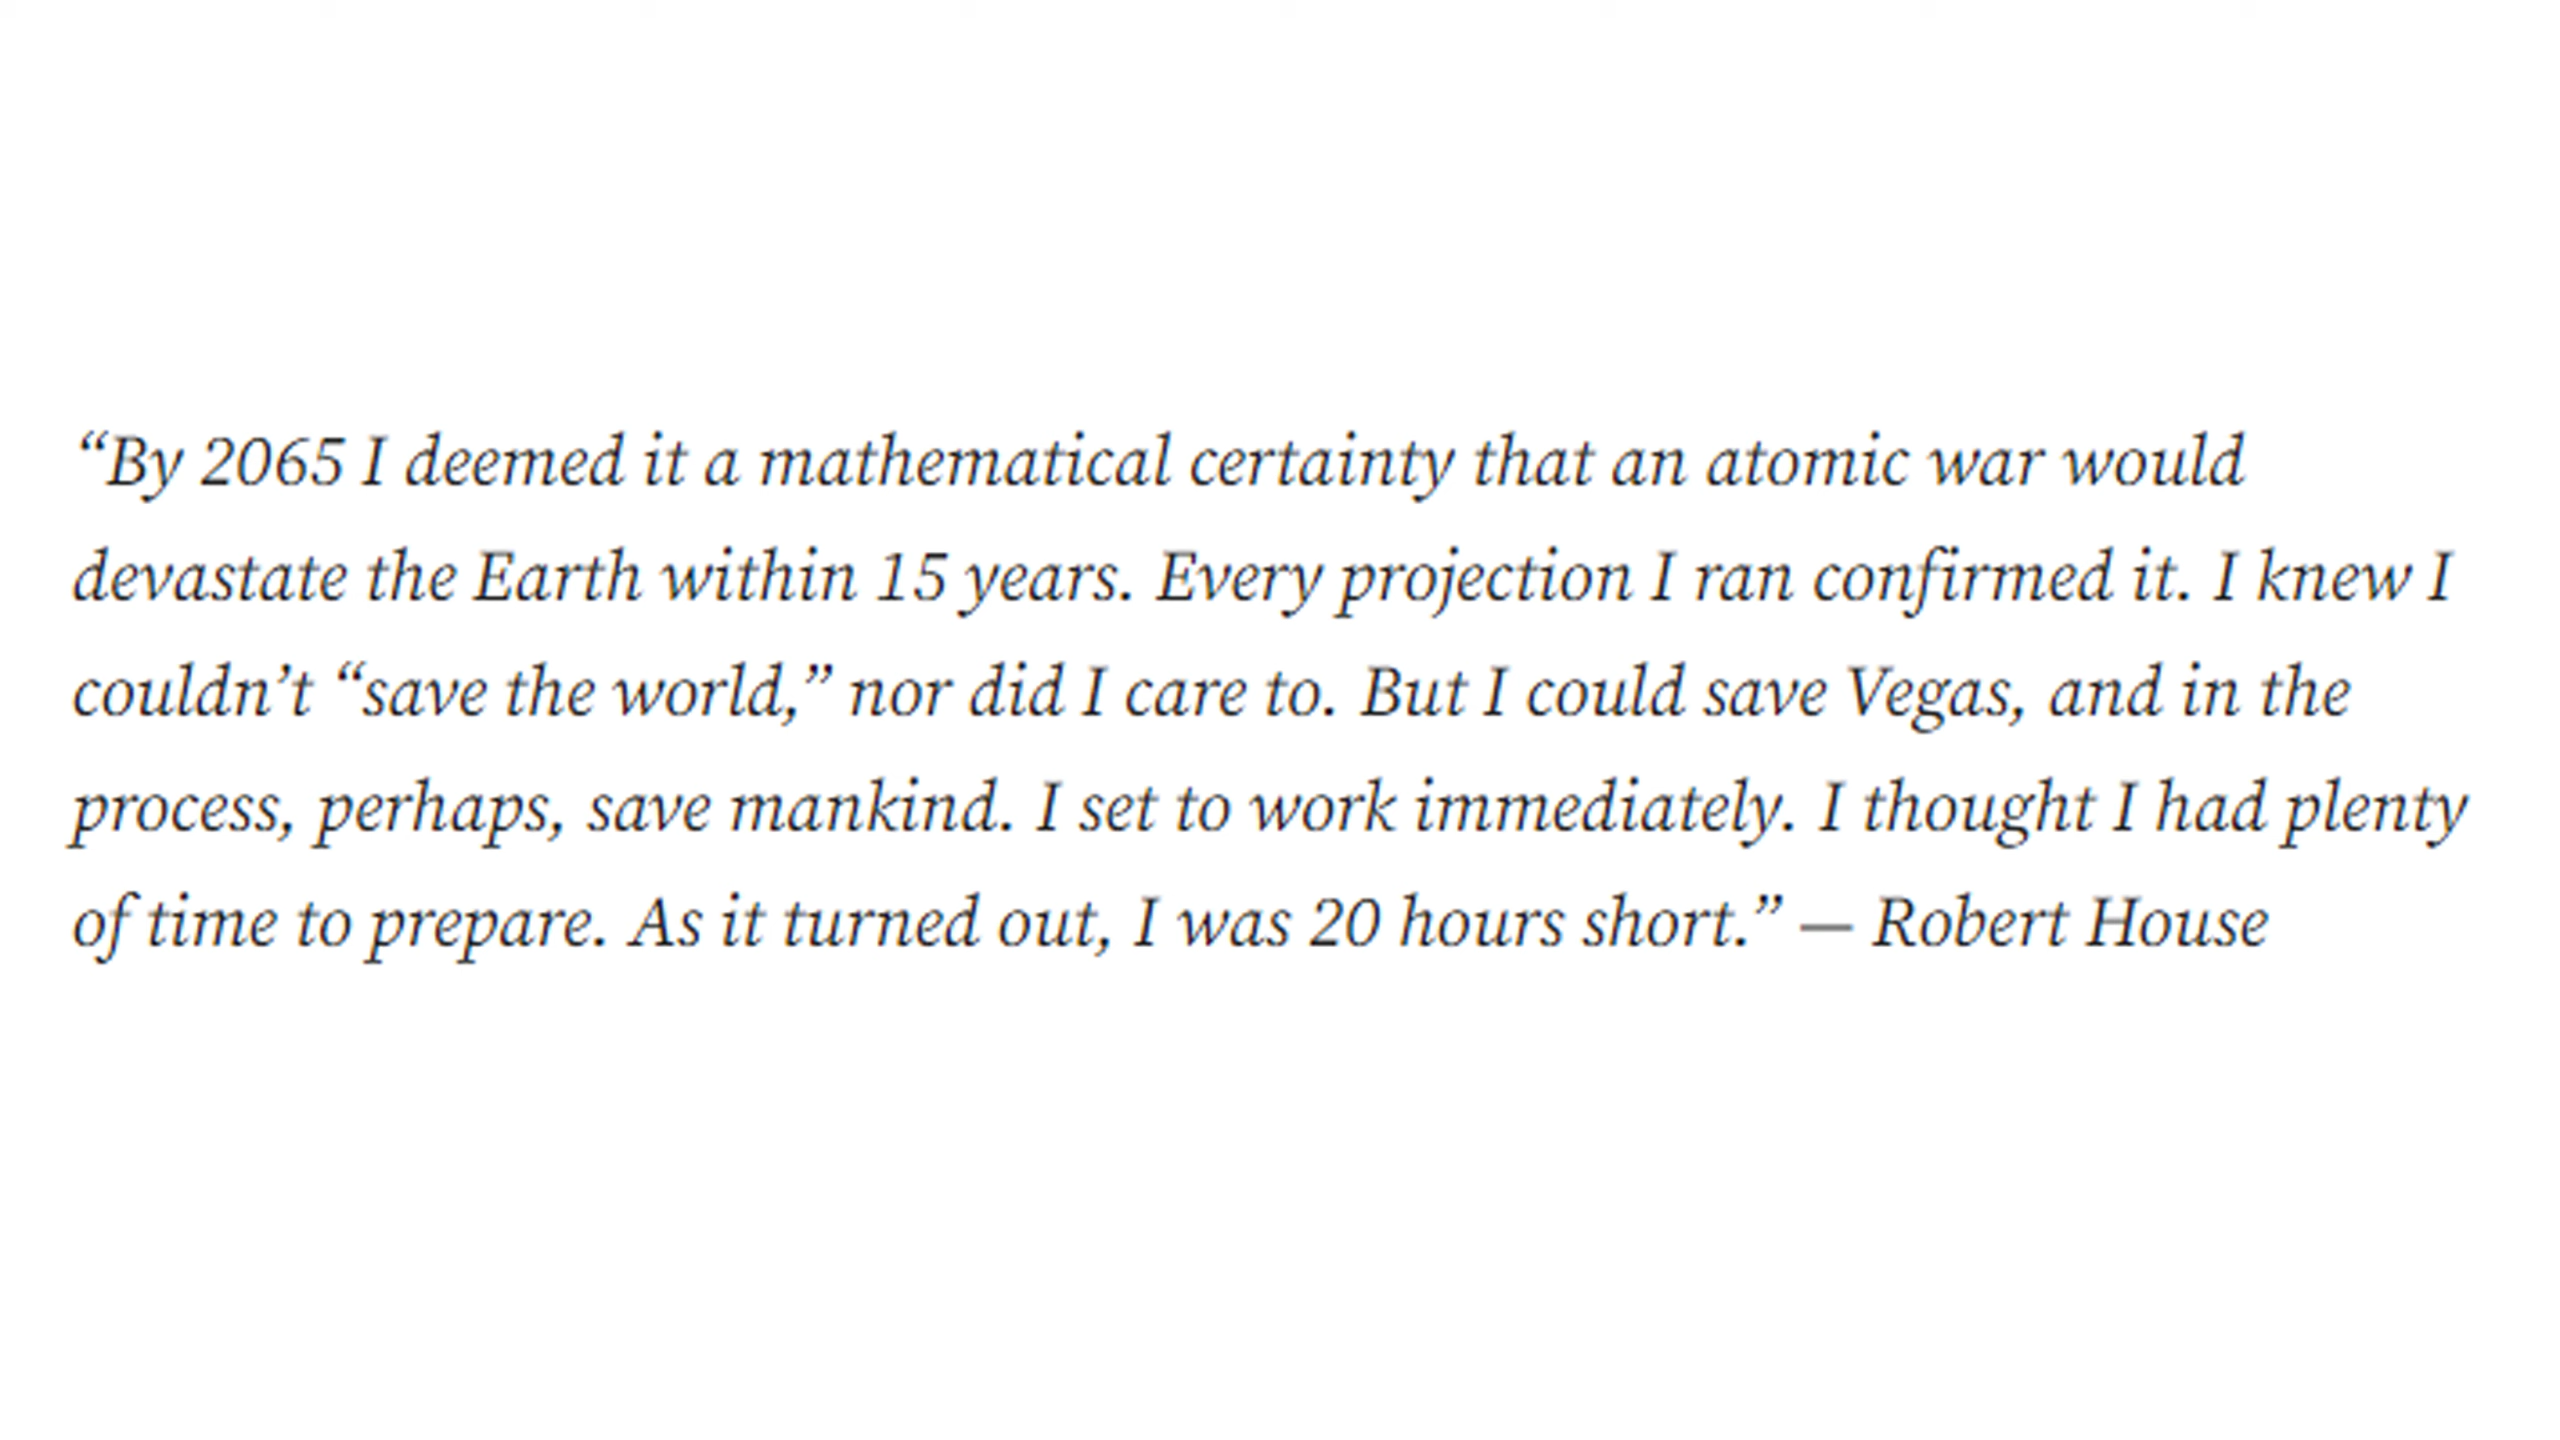 “By 2065 I deemed it a mathematical certainty that an atomic war would
devastate the Earth within 15 years. Every projection I ran confirmed it. I knew I
couldn’t “save the world,” nor did I care to. But I could save Vegas, and in the
process, perhaps, save mankind. I set to work immediately. I thought I had plenty
of time to prepare. As it turned out, I was 20 hours short.” — Robert House